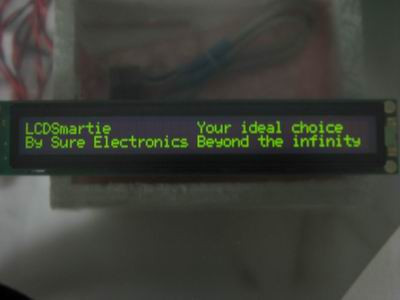 LCDSmartie Your ideal choice
By Sure Electronics Beyond the infinity